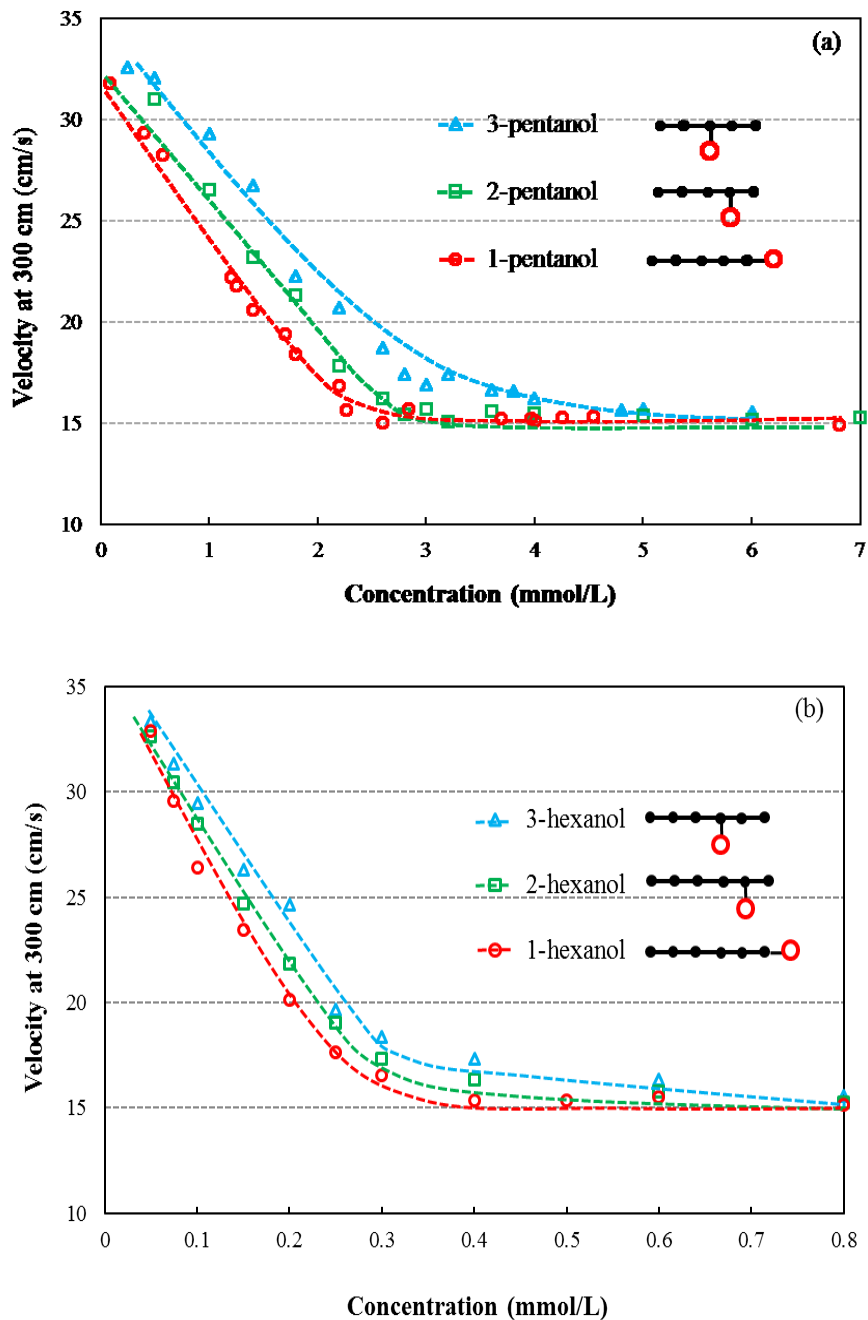 (a)
35
30
25
20
15
10
Velocity at 300 cm (cm/s)
3-pentanol
2-pentanol
1-pentanol
0 1 2 3 4 5 6 7
Concentration (mmol/L)
(b)
35
30
25
20
15
10
Velocity at 300 cm (cm/s)
3-hexanol
2-hexanol
1-hexanol
0 0.1 0.2 0.3 0.4 0.5 0.6 0.7 0.8
Concentration (mmol/L)